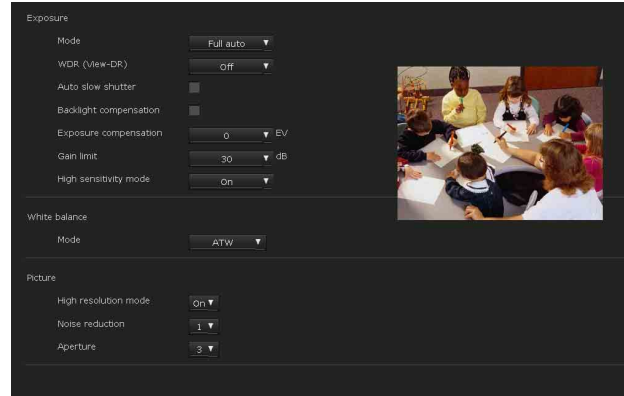 Exposure
Mode Full auto
WDR (View-DR) Off
Auto slow shutter
Backlight compensation
Exposure compensation 0 EV
Gain limit 30 dB
High sensitivity mode On
White balance
Mode ATW
Picture
High resolution mode On
Noise reduction 1
Aperture 3